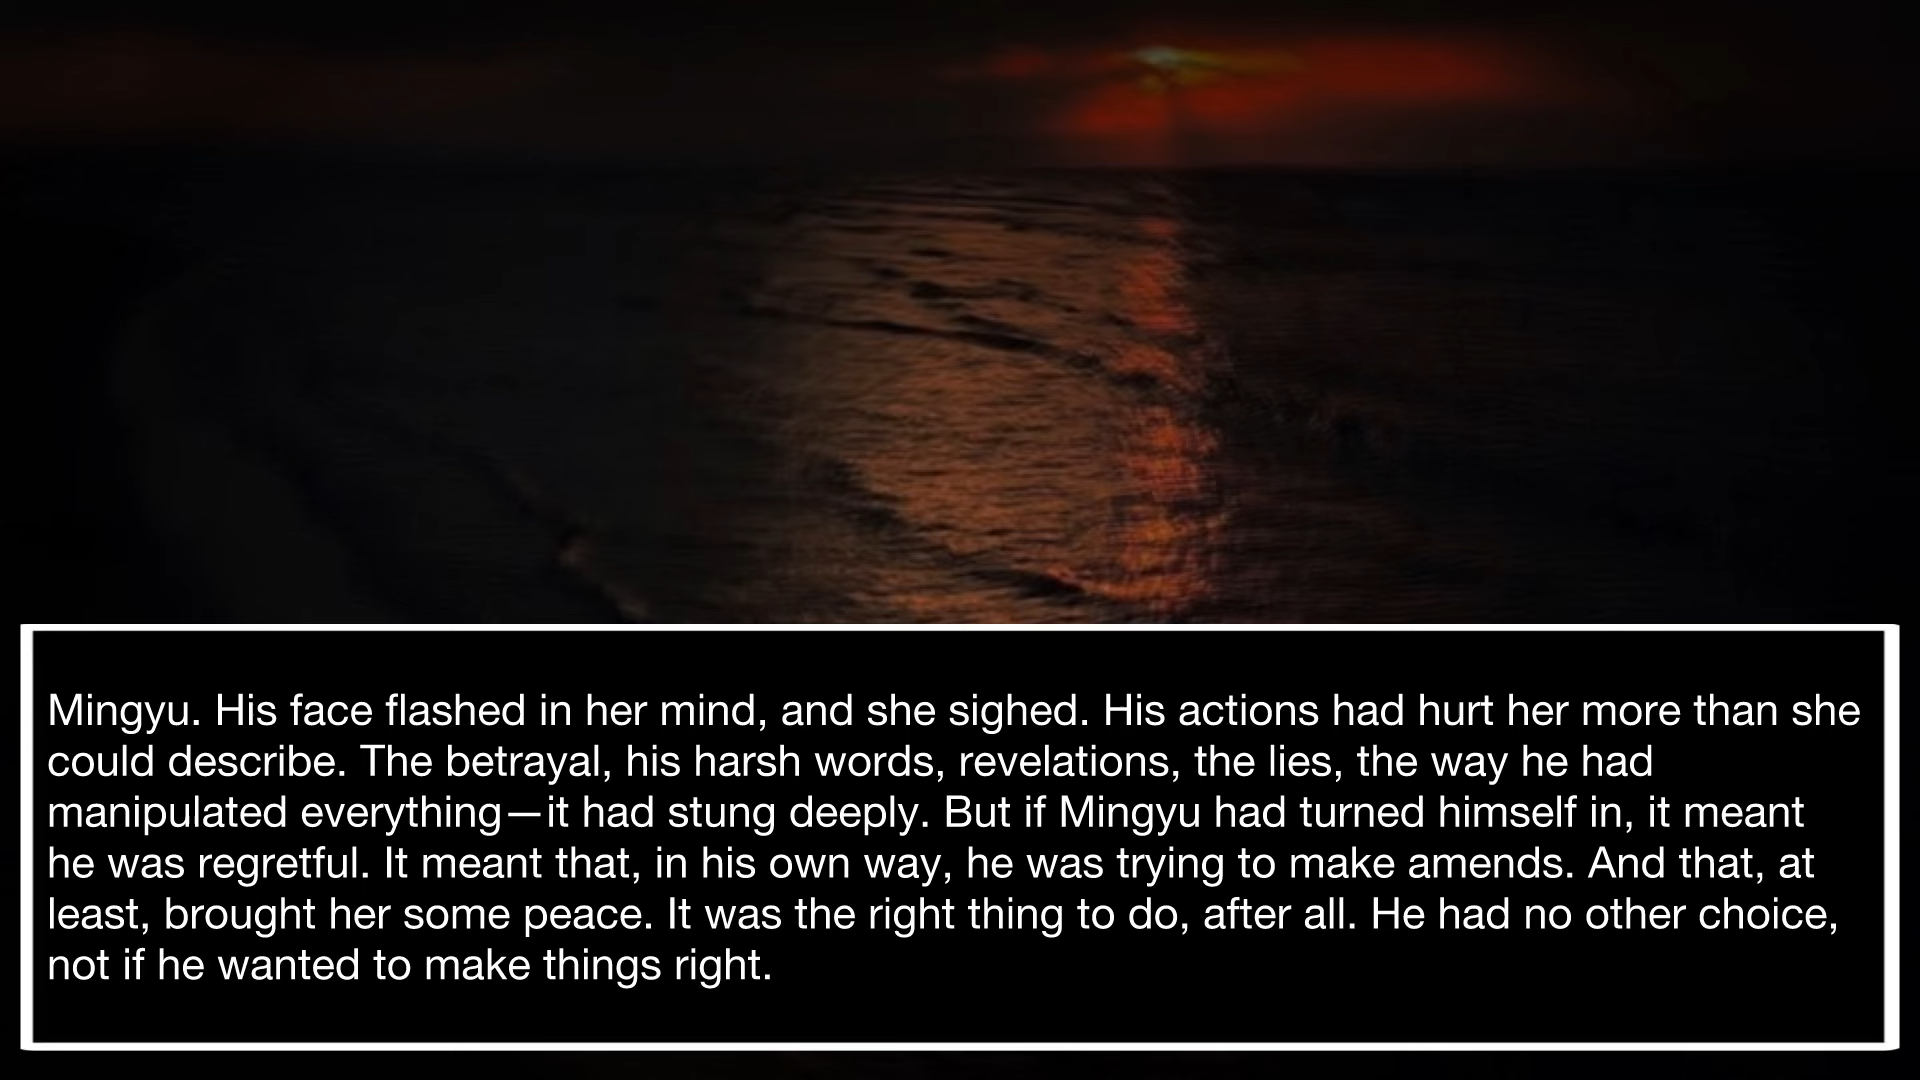 Mingyu. His face flashed in her mind, and she sighed. His actions had hurt her more than she
could describe. The betrayal, his harsh words, revelations, the lies, the way he had
manipulated everything—it had stung deeply. But if Mingyu had turned himself in, it meant
he was regretful. It meant that, in his own way, he was trying to make amends. And that, at
least, brought her some peace. It was the right thing to do, after all. He had no other choice,
not if he wanted to make things right.